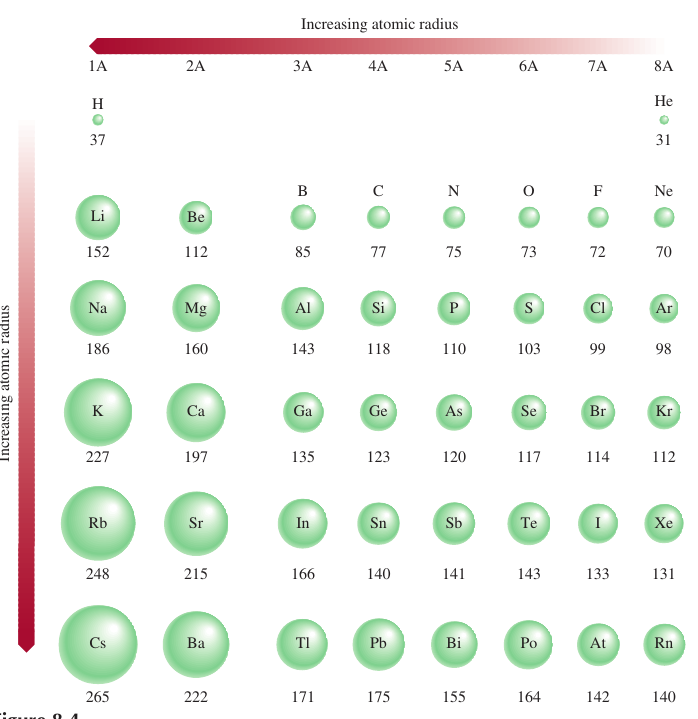 Increasing atomic radius
1A 2A 3A 4A 5A 6A 7A 8A
H He
37 31
B C N O F Ne
Li Be
152 112 85 77 75 73 72 70
Na Mg Al Si P S Cl Ar
186 160 143 118 110 103 99 98
K Ca Ga Ge As Se Br Kr
227 197 135 123 120 117 114 112
Rb Sr In Sn Sb Te I Xe
248 215 166 140 141 143 133 131
Cs Ba Tl Pb Bi Po At Rn
265 222 171 175 155 164 142 140
Increasing atomic radius